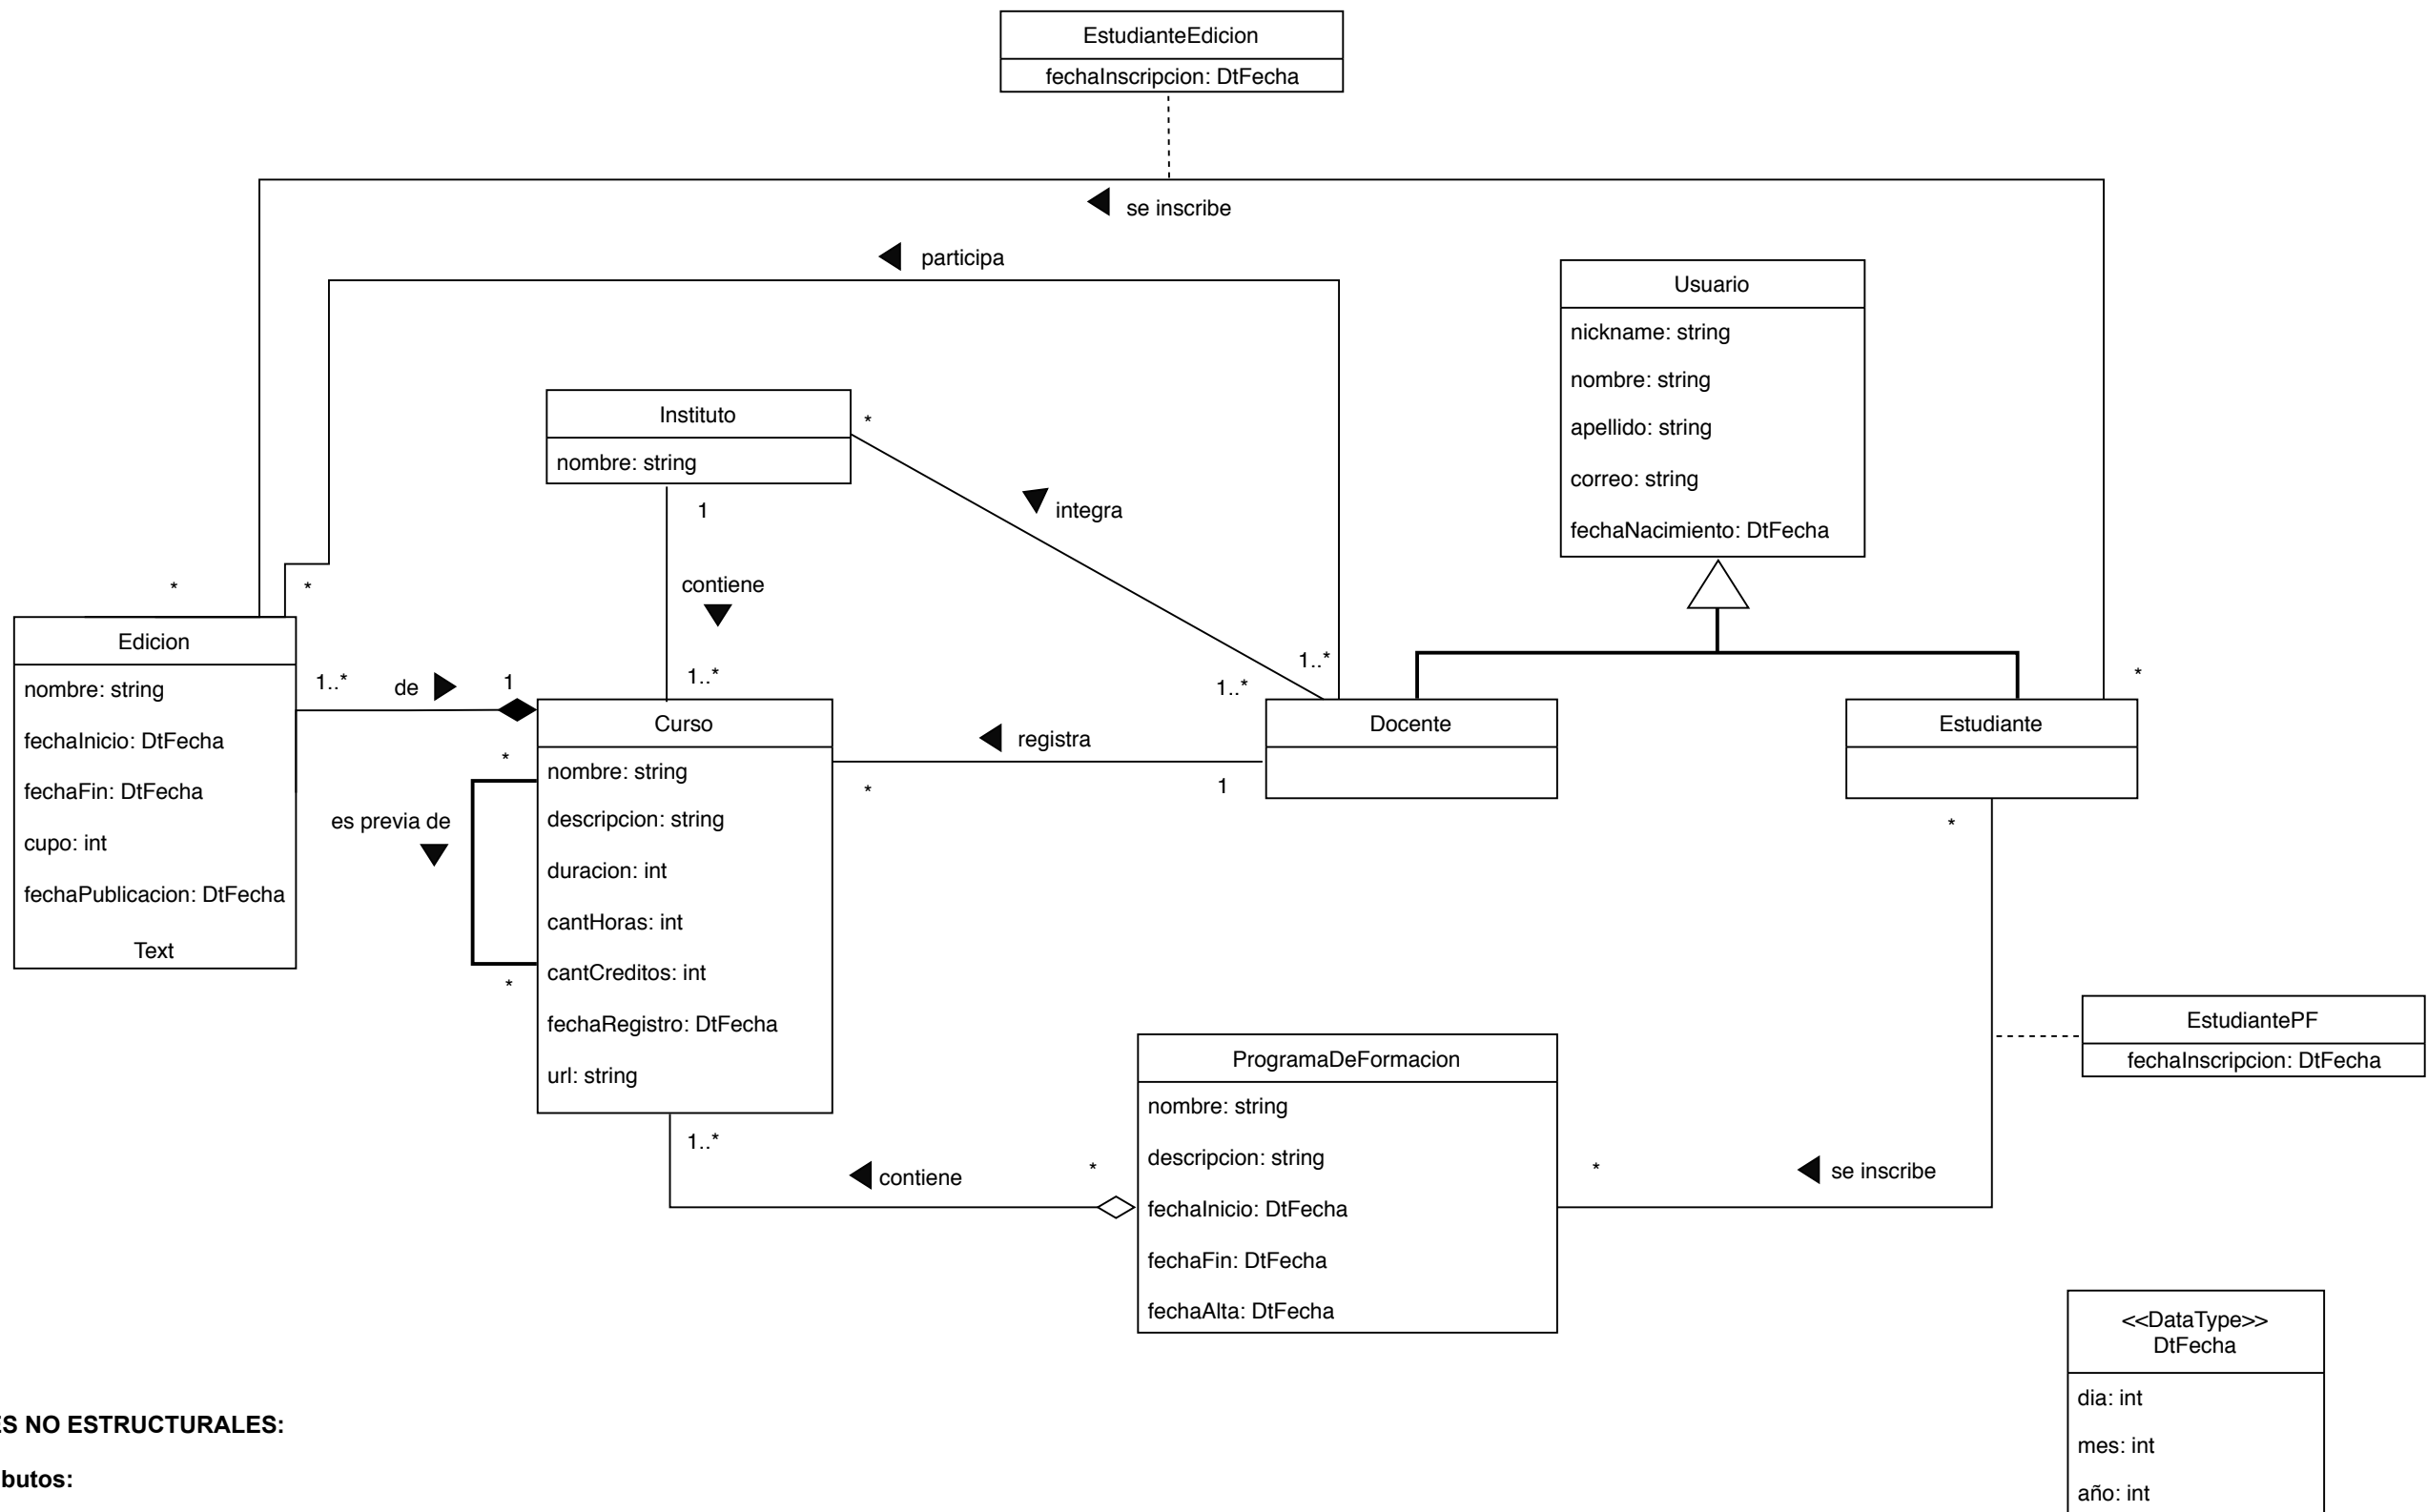 EstudianteEdicion
fechaInscripcion: DtFecha
se inscribe
participa
Usuario
nickname: string
nombre: string
apellido: string
correo: string
fechaNacimiento: DtFecha
Instituto
nombre: string
*
1
integra
contiene
1..*
*
*
Edicion
nombre: string
fechaInicio: DtFecha
fechaFin: DtFecha
cupo: int
fechaPublicacion: DtFecha
Text
1..*
de
1
Curso
nombre: string
descripcion: string
duracion: int
cantHoras: int
cantCreditos: int
fechaRegistro: DtFecha
url: string
*
es previa de
*
registra
*
1
1..*
1..*
Docente
Estudiante
*
*
EstudiantePF
fechaInscripcion: DtFecha
ProgramaDeFormacion
nombre: string
descripcion: string
fechaInicio: DtFecha
fechaFin: DtFecha
fechaAlta: DtFecha
1..*
contiene
*
*
se inscribe
<<DataType>>
DtFecha
dia: int
mes: int
año: int
ES NO ESTRUCTURALES:
butos: